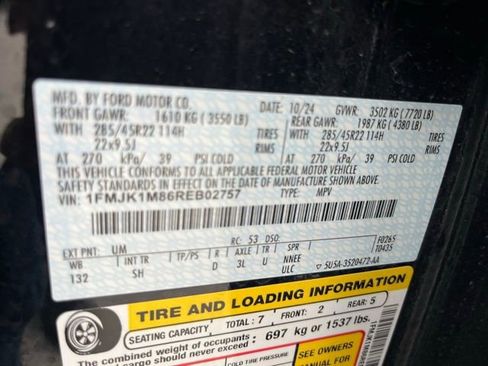 MFD. BY FORD MOTOR CO.
DATE: 10/24 GVWR: 3502 KG (7720 LB)
FRONT GAWR: 1610 KG (3550 LB) REAR GAWR: 1987 KG (4380 LB)
WITH 285/45R22 114H TIRES WITH 285/45R22 114H TIRES
22x9.5J RIMS 22x9.5J
AT 270 kPa/ 39 PSI COLD AT 270 kPa/ 39 PSI COLD
THIS VEHICLE CONFORMS TO ALL APPLICABLE FEDERAL MOTOR VEHICLE
SAFETY STANDARDS IN EFFECT ON THE DATE OF MANUFACTURE SHOWN ABOVE.
VIN: 1FMJK1M86REB02757 TYPE: MPV
EXT PNT: UM RC: 53 DSO: F0265
WB INT TR TP/PS R AXLE TR SPR T0435
132 SH D 3L U NNEE
ULC 5U5A-3520472-AA
TIRE AND LOADING INFORMATION
SEATING CAPACITY TOTAL: 7 FRONT: 2 REAR: 5
The combined weight of occupants
cargo should never exceed: 697 kg or 1537 lbs.
COLD TIRE PRESSURE
SEE OWNERS
MANUAL FOR